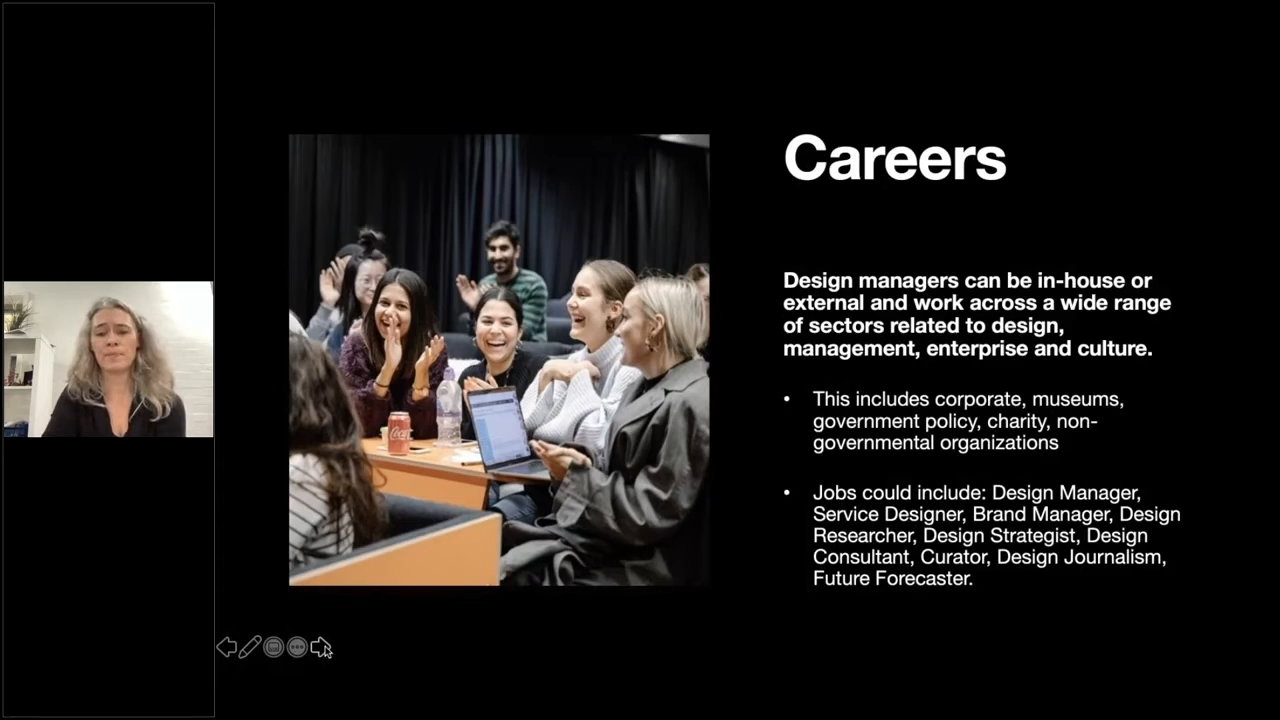 Careers
Design managers can be in-house or
external and work across a wide range
of sectors related to design,
management, enterprise and culture.
• This includes corporate, museums,
government policy, charity, non-
governmental organizations
• Jobs could include: Design Manager,
Service Designer, Brand Manager, Design
Researcher, Design Strategist, Design
Consultant, Curator, Design Journalism,
Future Forecaster.